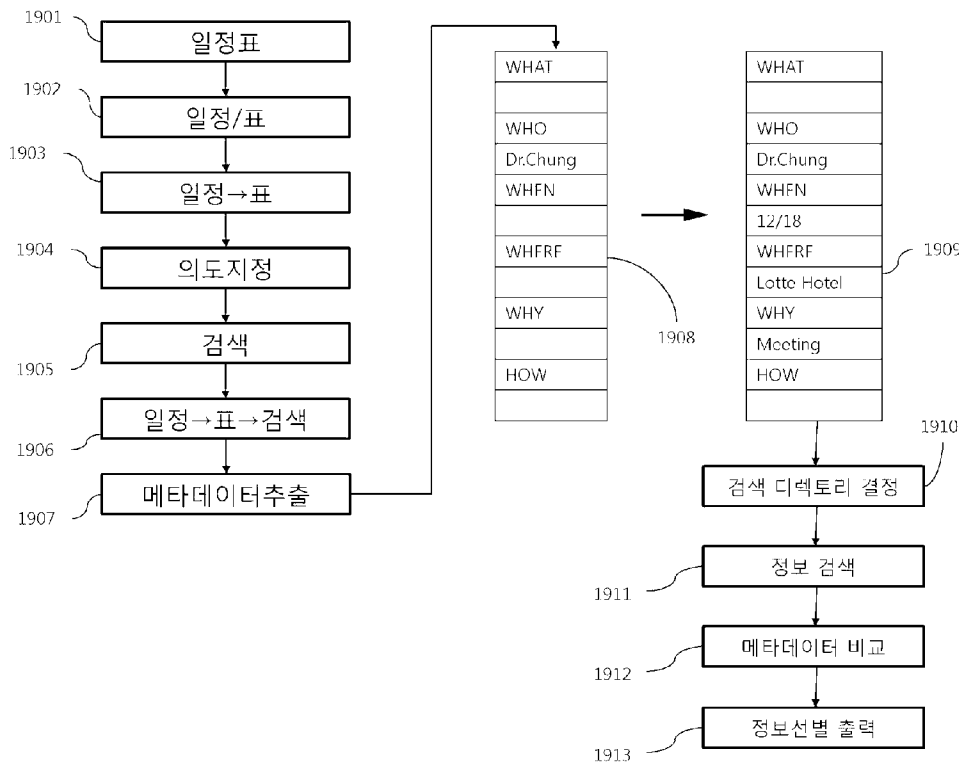 1901
일정표
1902
일정/표
1903
일정→표
1904
의도지정
1905
검색
1906
일정→표→검색
1907
메타데이터추출
WHAT
WHO
Dr.Chung
WHEN
WHERE
WHY
HOW
1908
WHAT
WHO
Dr.Chung
WHEN
12/18
WHERE
Lotte Hotel
WHY
Meeting
HOW
1909
1910
검색 디렉토리 결정
1911
정보 검색
1912
메타데이터 비교
1913
정보선별 출력